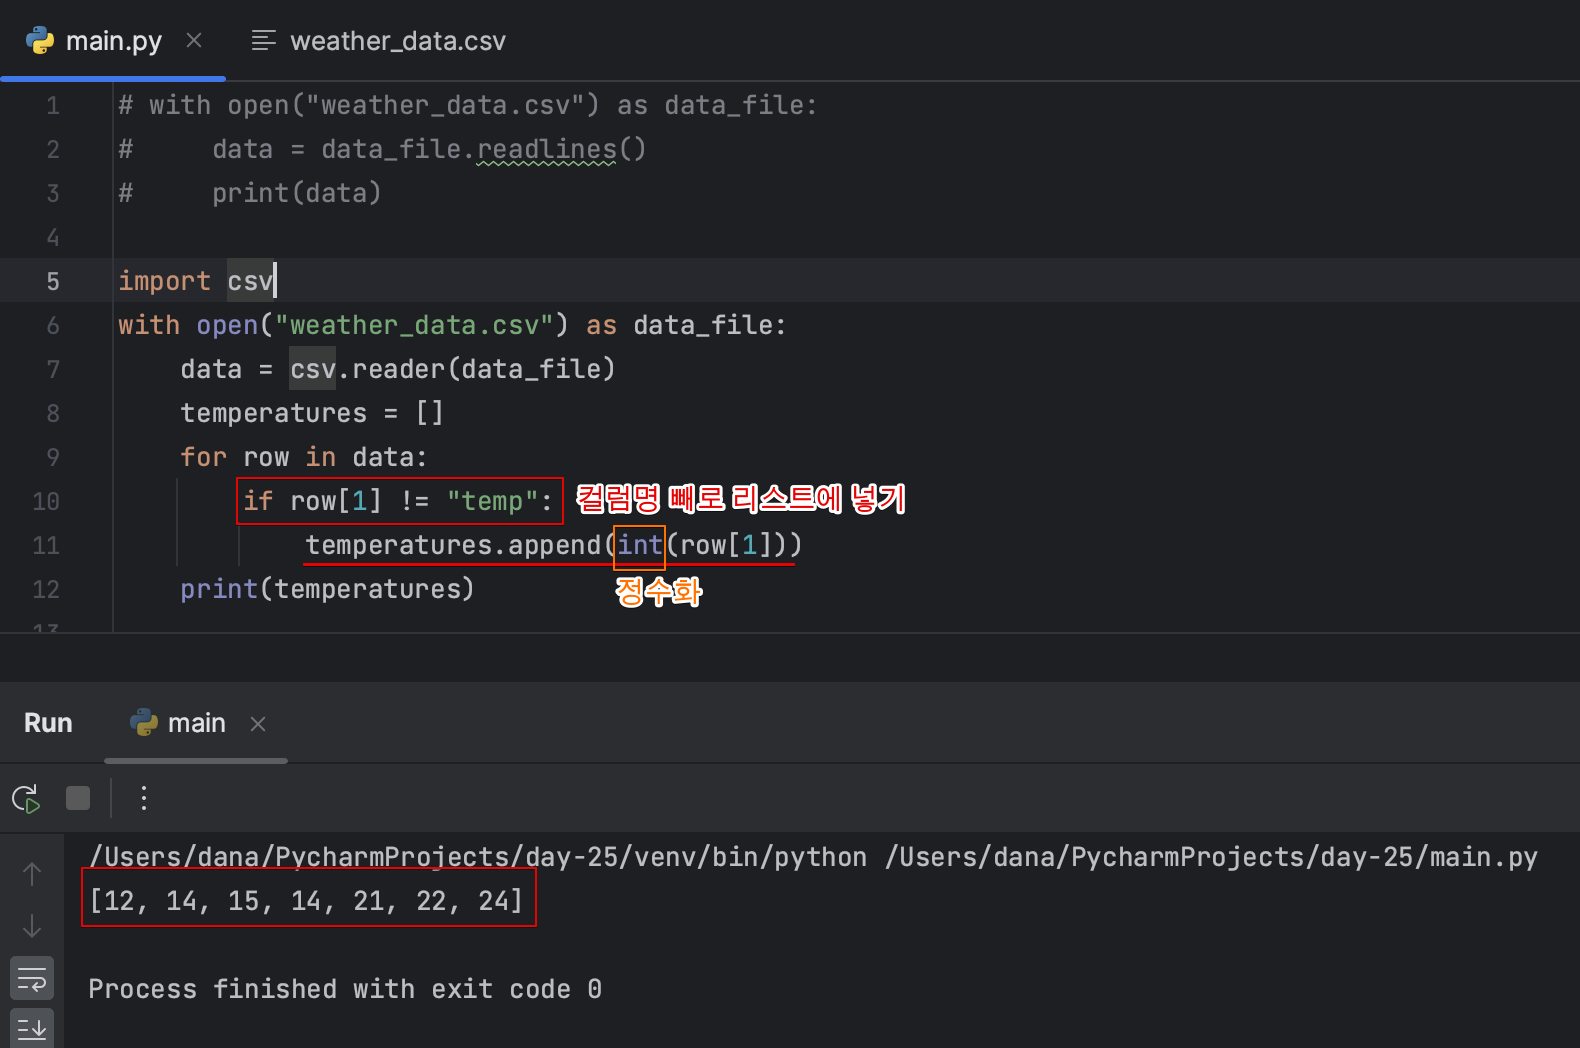 main.py
weather_data.csv
1 # with open("weather_data.csv") as data_file:
2 #     data = data_file.readlines()
3 #     print(data)
4
5 import csv
6 with open("weather_data.csv") as data_file:
7     data = csv.reader(data_file)
8     temperatures = []
9     for row in data:
10         if row[1] != "temp": 컬럼명 빼로 리스트에 넣기
11             temperatures.append(int(row[1]))
12     print(temperatures) 정수화
13
Run main
/Users/dana/PycharmProjects/day-25/venv/bin/python /Users/dana/PycharmProjects/day-25/main.py
[12, 14, 15, 14, 21, 22, 24]
Process finished with exit code 0